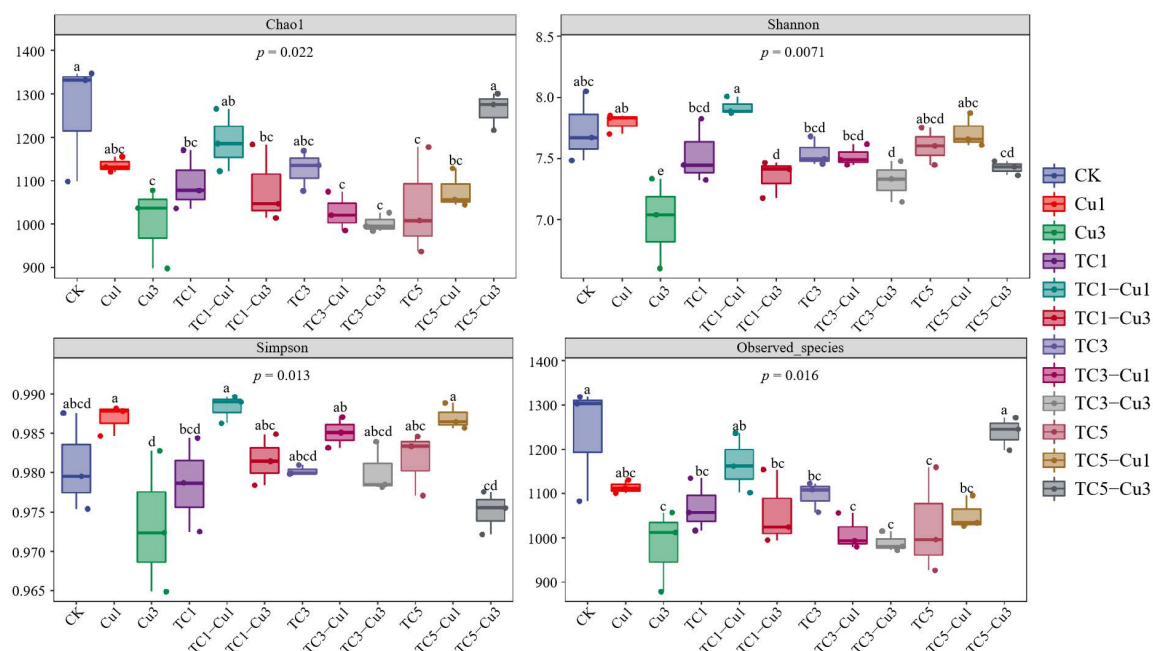 Chao1
p = 0.022
1400
1300
1200
1100
1000
900
a
abc
c
bc
ab
bc
abc
c
c
c
bc
a
CK
Cu1
Cu3
TC1
TC1−Cu1
TC1−Cu3
TC3
TC3−Cu1
TC3−Cu3
TC5
TC5−Cu1
TC5−Cu3
Shannon
p = 0.0071
8.5
8.0
7.5
7.0
abc
ab
e
bcd
a
d
bcd
bcd
d
abcd
abc
cd
CK
Cu1
Cu3
TC1
TC1−Cu1
TC1−Cu3
TC3
TC3−Cu1
TC3−Cu3
TC5
TC5−Cu1
TC5−Cu3
Simpson
p = 0.013
0.990
0.985
0.980
0.975
0.970
0.965
abcd
a
d
bcd
a
abc
abcd
ab
abcd
abc
a
cd
CK
Cu1
Cu3
TC1
TC1−Cu1
TC1−Cu3
TC3
TC3−Cu1
TC3−Cu3
TC5
TC5−Cu1
TC5−Cu3
Observed_species
p = 0.016
1400
1300
1200
1100
1000
900
a
abc
c
bc
ab
bc
bc
c
c
c
bc
a
CK
Cu1
Cu3
TC1
TC1−Cu1
TC1−Cu3
TC3
TC3−Cu1
TC3−Cu3
TC5
TC5−Cu1
TC5−Cu3
CK
Cu1
Cu3
TC1
TC1−Cu1
TC1−Cu3
TC3
TC3−Cu1
TC3−Cu3
TC5
TC5−Cu1
TC5−Cu3